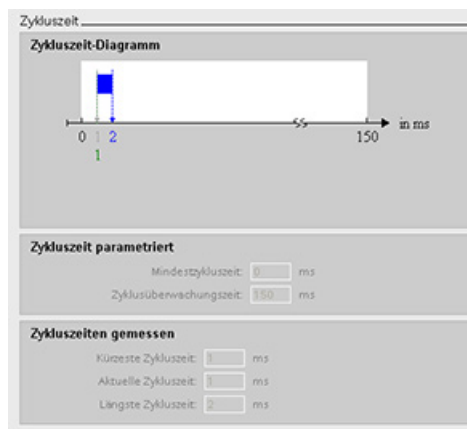 Zykluszeit
Zykluszeit-Diagramm
in ms
0 1 2 150
1
Zykluszeit parametriert
Mindestzykluszeit: 0 ms
Zyklusüberwachungszeit: 150 ms
Zykluszeiten gemessen
Kürzeste Zykluszeit: 1 ms
Aktuelle Zykluszeit: 1 ms
Längste Zykluszeit: 2 ms